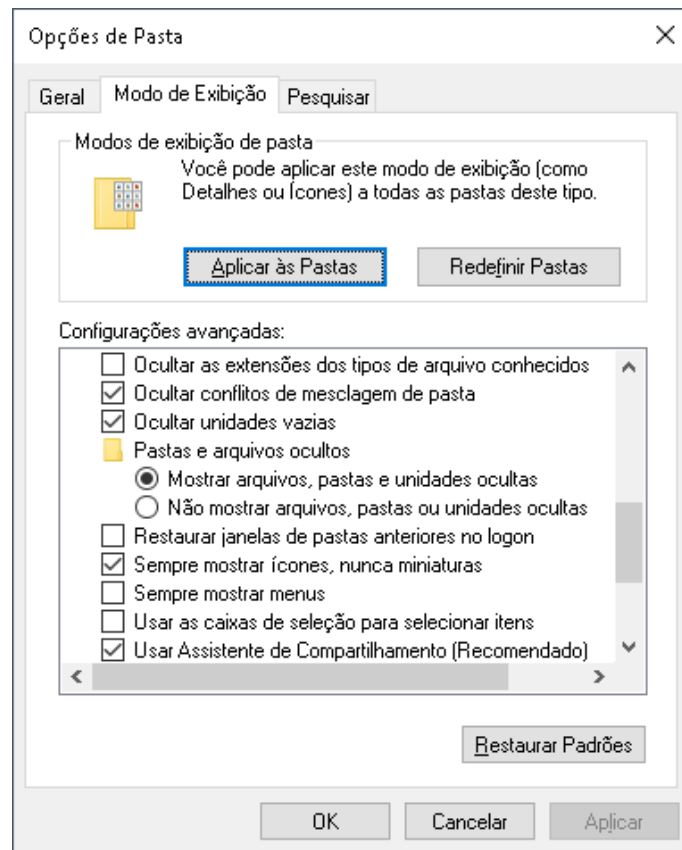 Opções de Pasta
Geral
Modo de Exibição
Pesquisar
Modos de exibição de pasta
Você pode aplicar este modo de exibição (como
Detalhes ou Ícones) a todas as pastas deste tipo.
Aplicar às Pastas
Redefinir Pastas
Configurações avançadas:
Ocultar as extensões dos tipos de arquivo conhecidos
Ocultar conflitos de mesclagem de pasta
Ocultar unidades vazias
Pastas e arquivos ocultos
Mostrar arquivos, pastas e unidades ocultas
Não mostrar arquivos, pastas ou unidades ocultas
Restaurar janelas de pastas anteriores no logon
Sempre mostrar ícones, nunca miniaturas
Sempre mostrar menus
Usar as caixas de seleção para selecionar itens
Usar Assistente de Compartilhamento (Recomendado)
Restaurar Padrões
OK
Cancelar
Aplicar